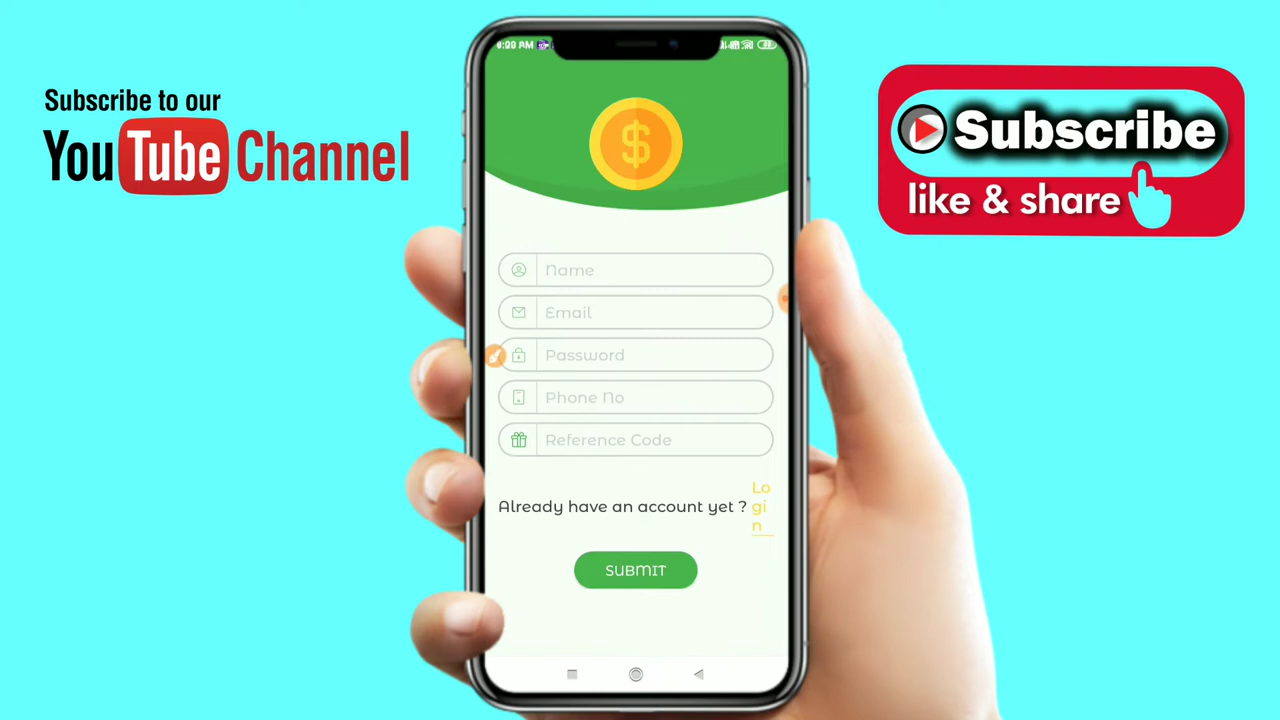 Subscribe to our
YouTube Channel
Subscribe
like & share
Name
Email
Password
Phone No
Reference Code
Already have an account yet ?
Lo
gi
n
SUBMIT